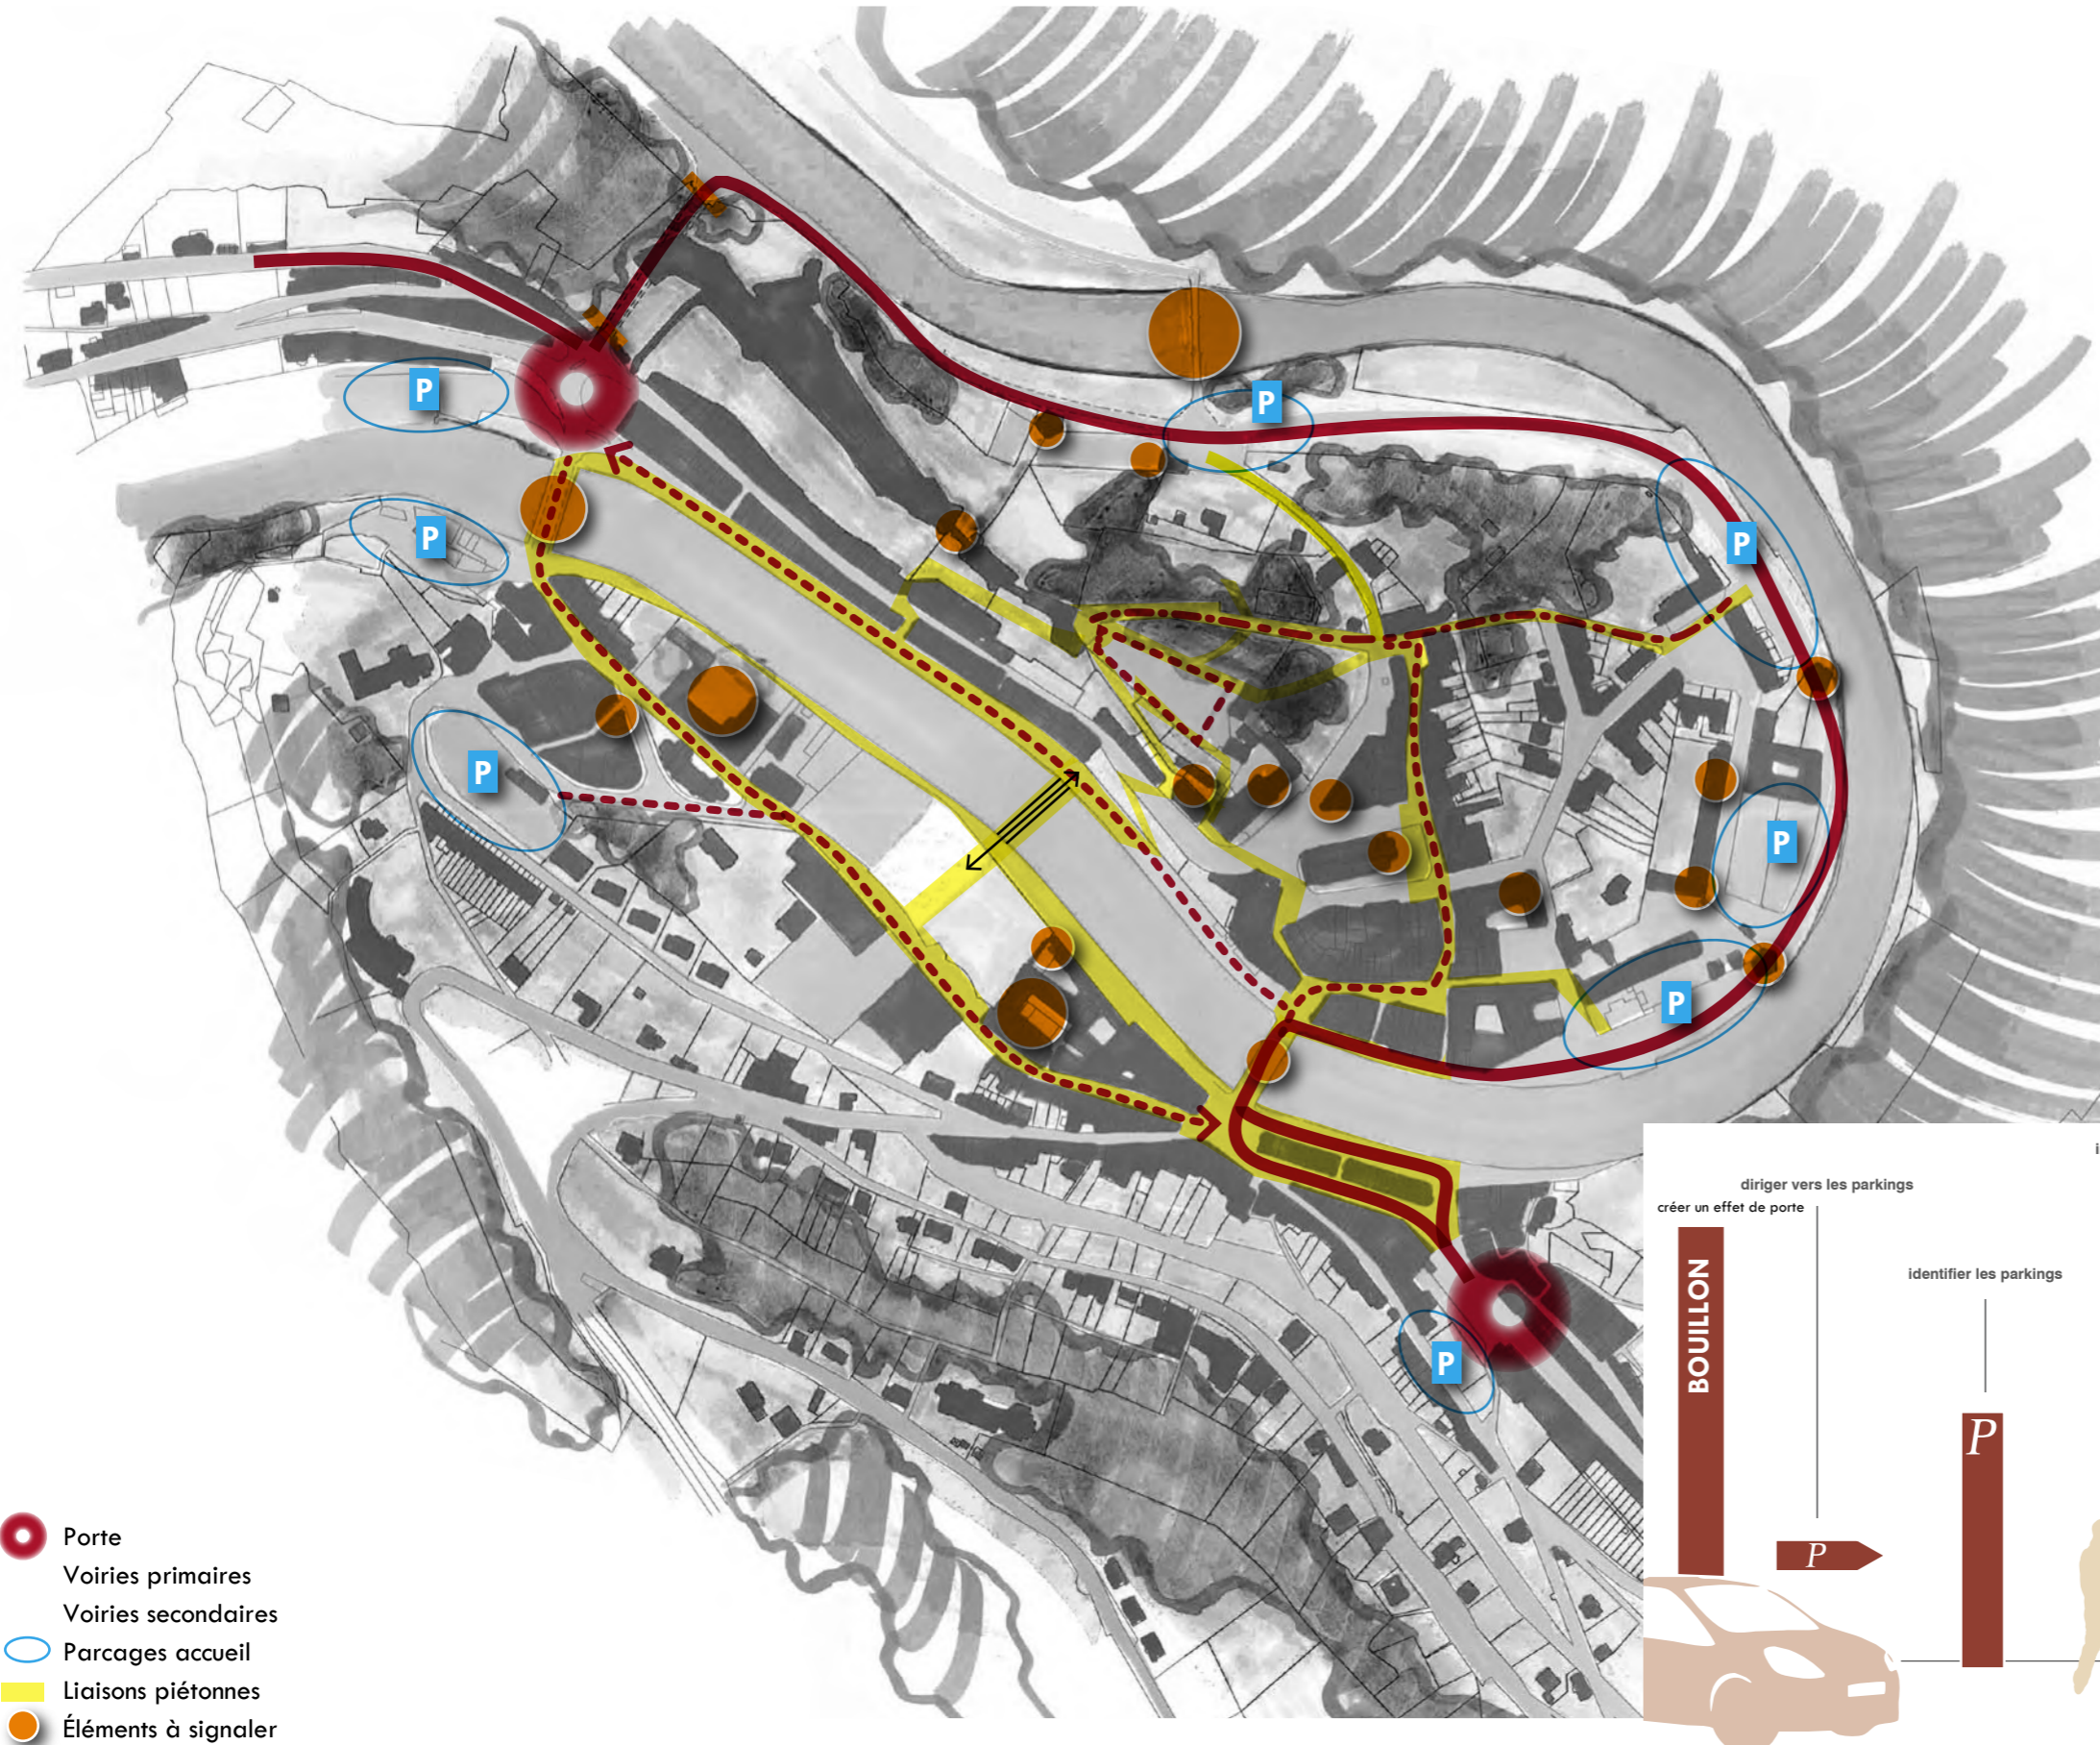 P
P
P
P
P
P
P
P
diriger vers les parkings
créer un effet de porte
identifier les parkings
BOUILLON
P
P
Porte
Voiries primaires
Voiries secondaires
Parcages accueil
Liaisons piétonnes
Éléments à signaler